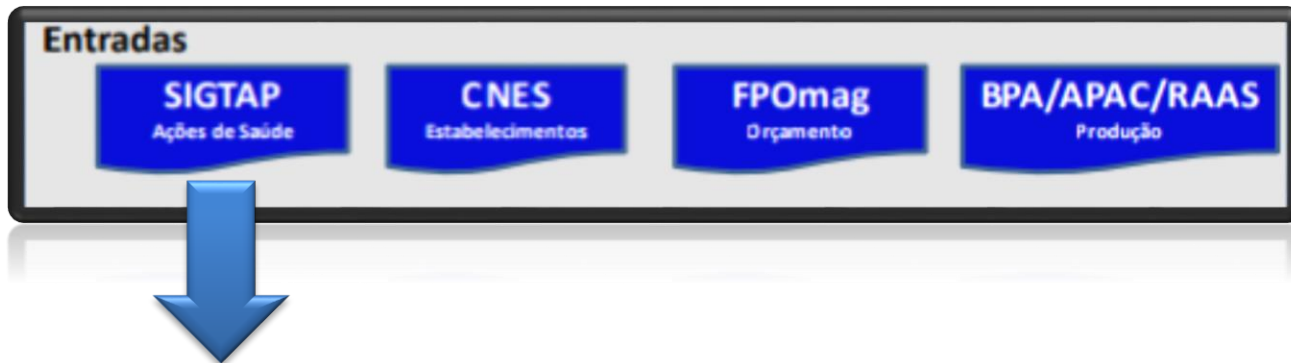 Entradas
SIGTAP
Ações de Saúde
CNES
Estabelecimentos
FPOmag
Orçamento
BPA/APAC/RAAS
Produção